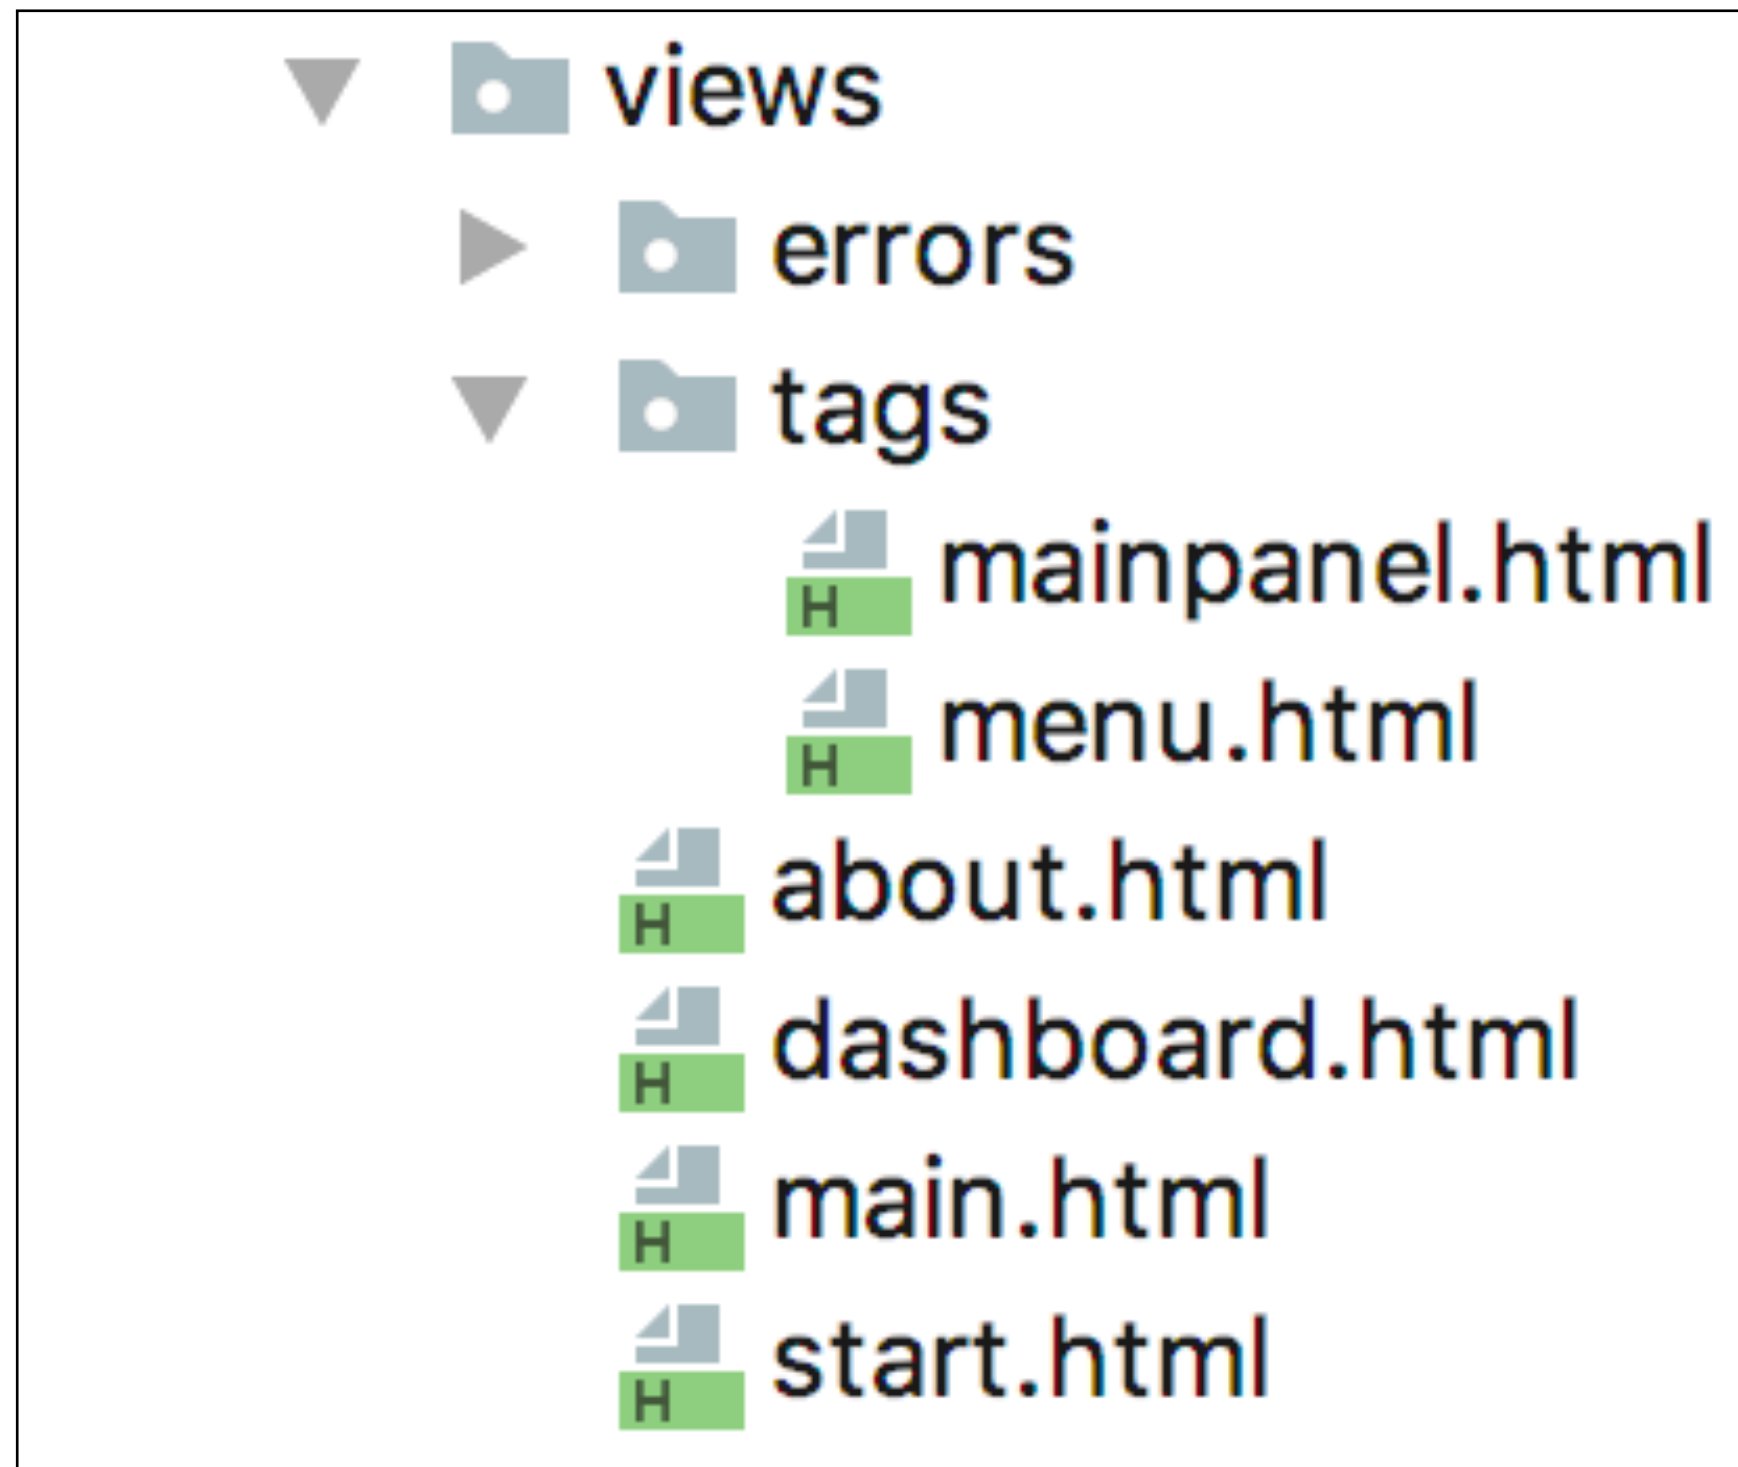 views
errors
tags
H mainpanel.html
H menu.html
H about.html
H dashboard.html
H main.html
H start.html